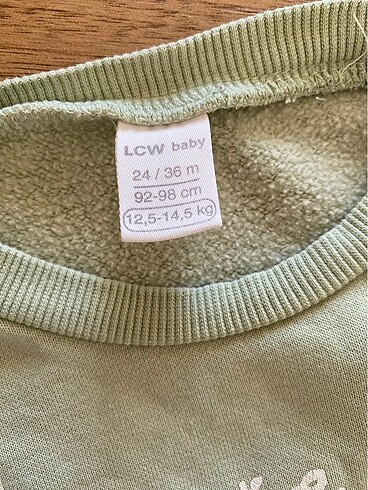 LCW baby
24 / 36 m
92-98 cm
12,5-14,5 kg